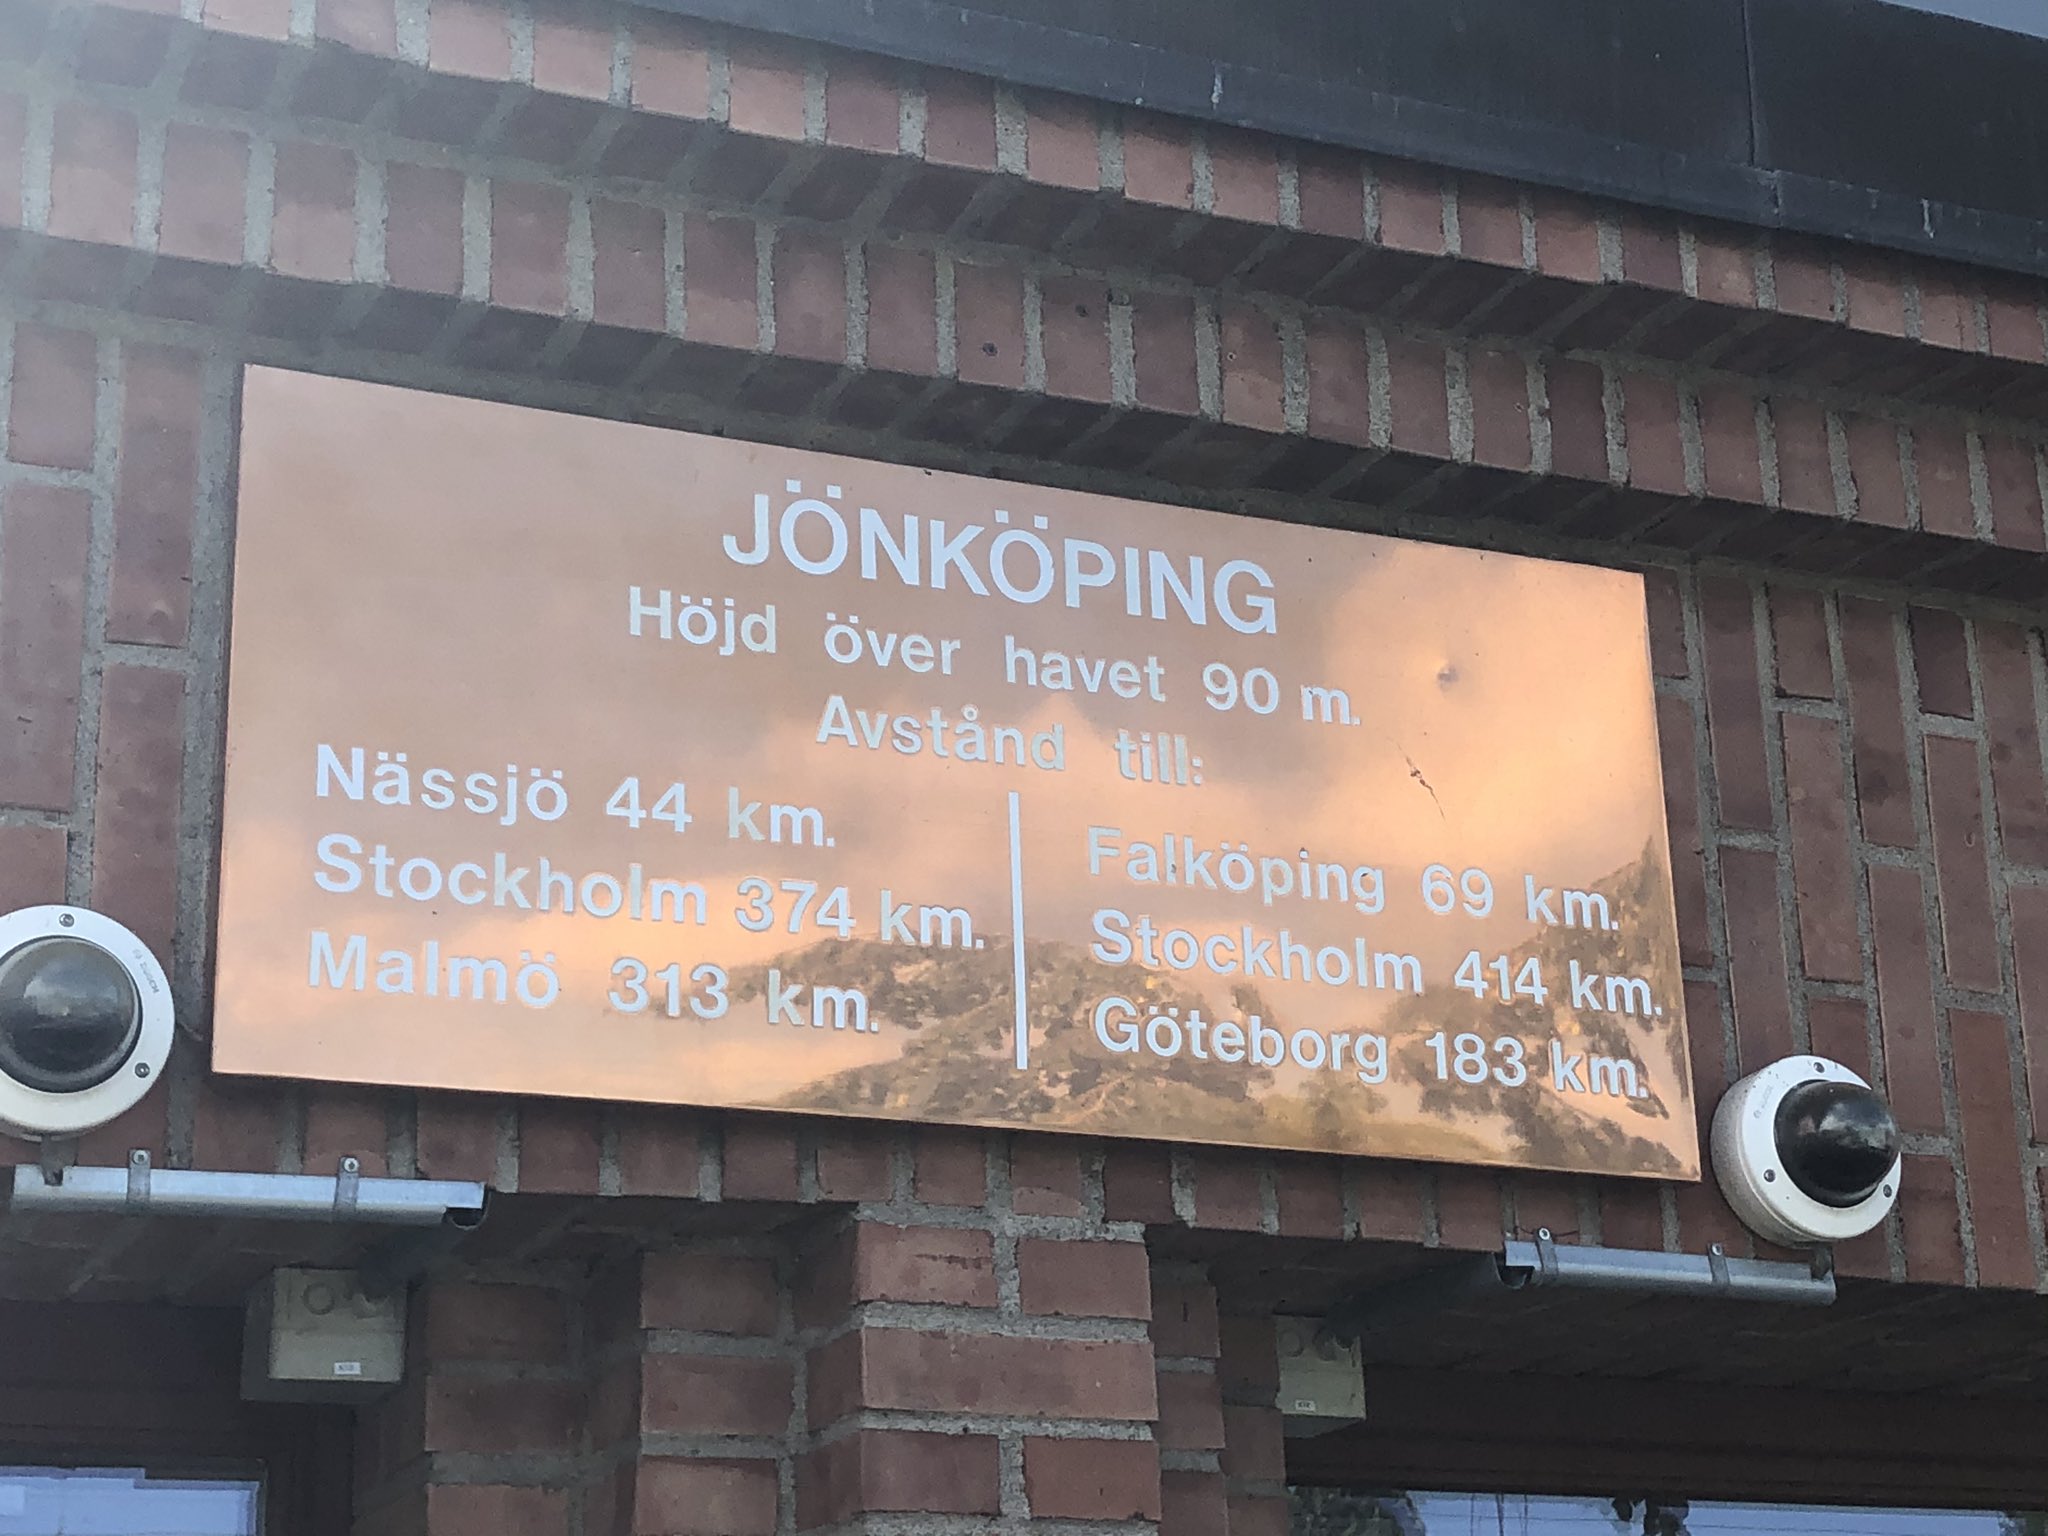 JÖNKÖPING
Höjd över havet 90 m.
Avstånd till:
Nässjö 44 km.
Stockholm 374 km.
Malmö 313 km.
Falköping 69 km.
Stockholm 414 km.
Göteborg 183 km.